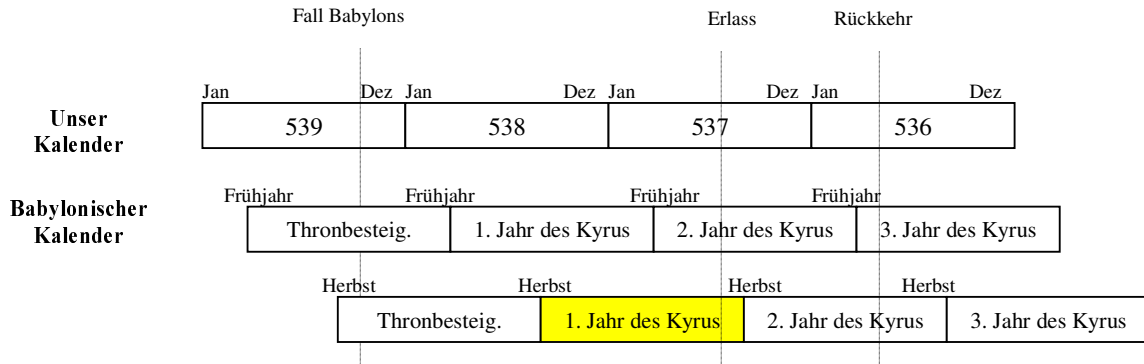 Fall Babylons Erlass Rückkehr
Jan Dez Jan Dez Jan Dez Jan Dez
Unser
Kalender
539 538 537 536
Frühjahr Frühjahr Frühjahr Frühjahr
Babylonischer
Kalender
Thronbesteig. 1. Jahr des Kyrus 2. Jahr des Kyrus 3. Jahr des Kyrus
Herbst Herbst Herbst Herbst
Thronbesteig. 1. Jahr des Kyrus 2. Jahr des Kyrus 3. Jahr des Kyrus